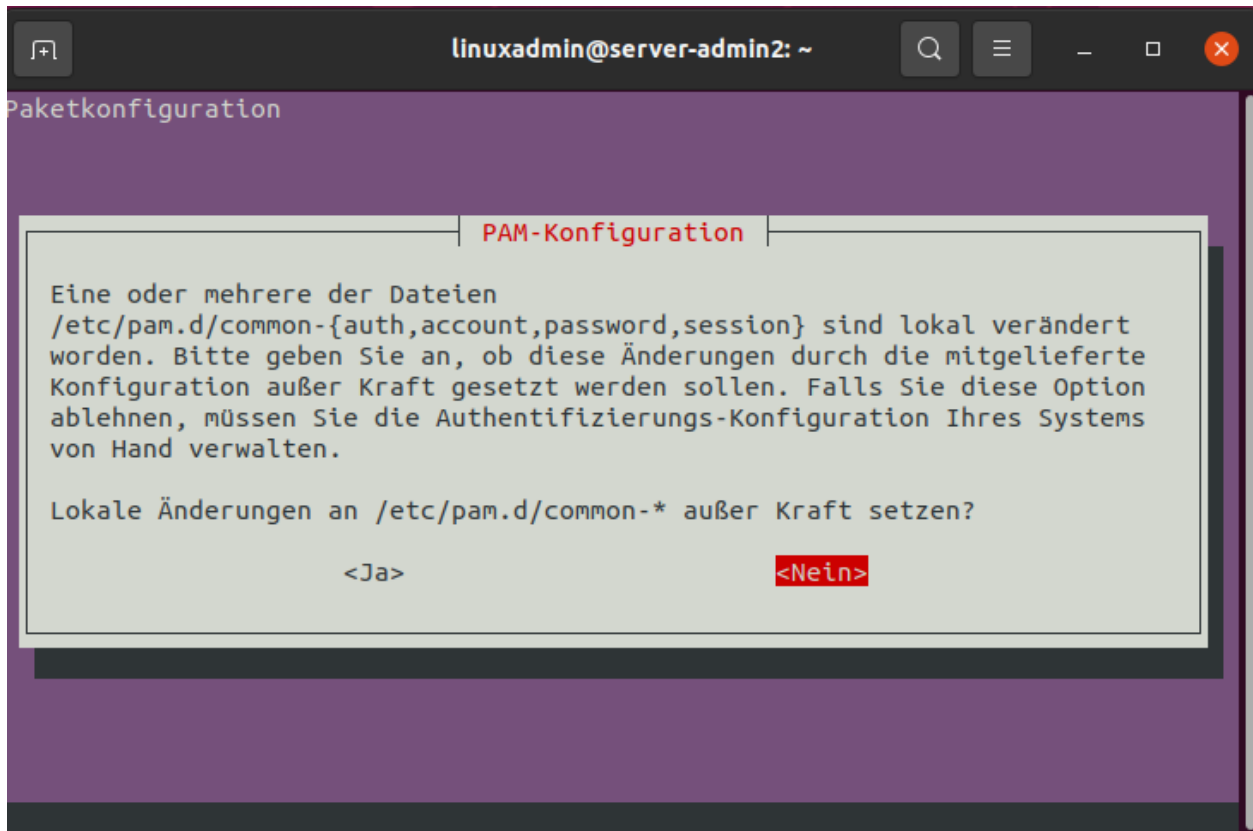 linuxadmin@server-admin2: ~
Paketkonfiguration
PAM-Konfiguration
Eine oder mehrere der Dateien
/etc/pam.d/common-{auth,account,password,session} sind lokal verändert
worden. Bitte geben Sie an, ob diese Änderungen durch die mitgelieferte
Konfiguration außer Kraft gesetzt werden sollen. Falls Sie diese Option
ablehnen, müssen Sie die Authentifizierungs-Konfiguration Ihres Systems
von Hand verwalten.
Lokale Änderungen an /etc/pam.d/common-* außer Kraft setzen?
<Ja> <Nein>